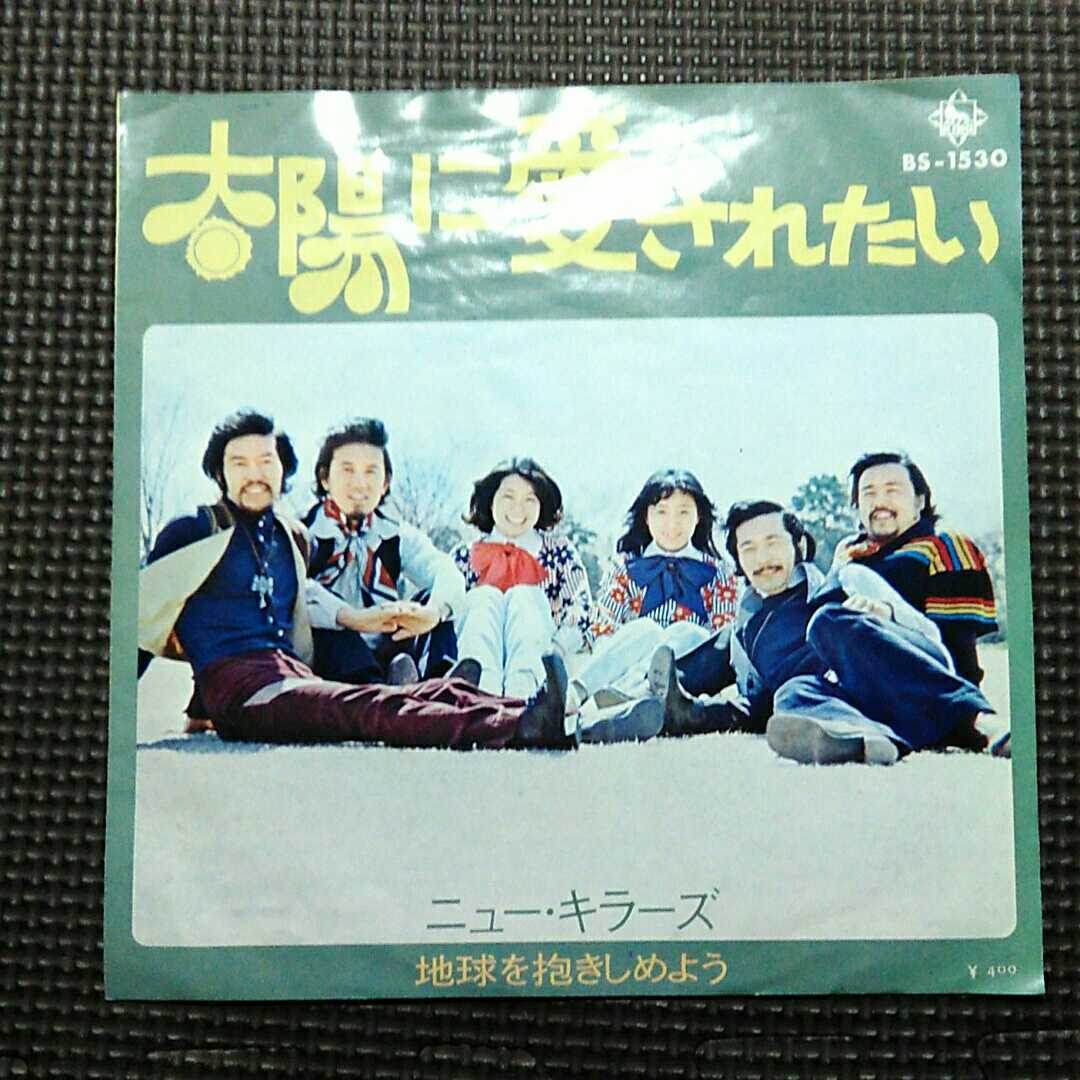 KING
BS-1530
太陽に愛されたい
ニュー・キラーズ
地球を抱きしめよう
¥ 400